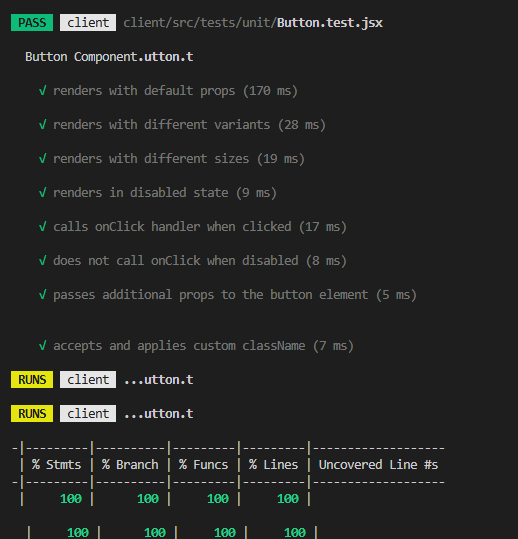 PASS client client/src/tests/unit/Button.test.jsx
Button Component.utton.t
√ renders with default props (170 ms)
√ renders with different variants (28 ms)
√ renders with different sizes (19 ms)
√ renders in disabled state (9 ms)
√ calls onClick handler when clicked (17 ms)
√ does not call onClick when disabled (8 ms)
√ passes additional props to the button element (5 ms)
√ accepts and applies custom className (7 ms)
RUNS client ...utton.t
RUNS client ...utton.t
-|---------|----------|---------|---------|-------------------
| % Stmts | % Branch | % Funcs | % Lines | Uncovered Line #s
-|---------|----------|---------|---------|-------------------
| 100 | 100 | 100 | 100 |
| 100 | 100 | 100 | 100 |